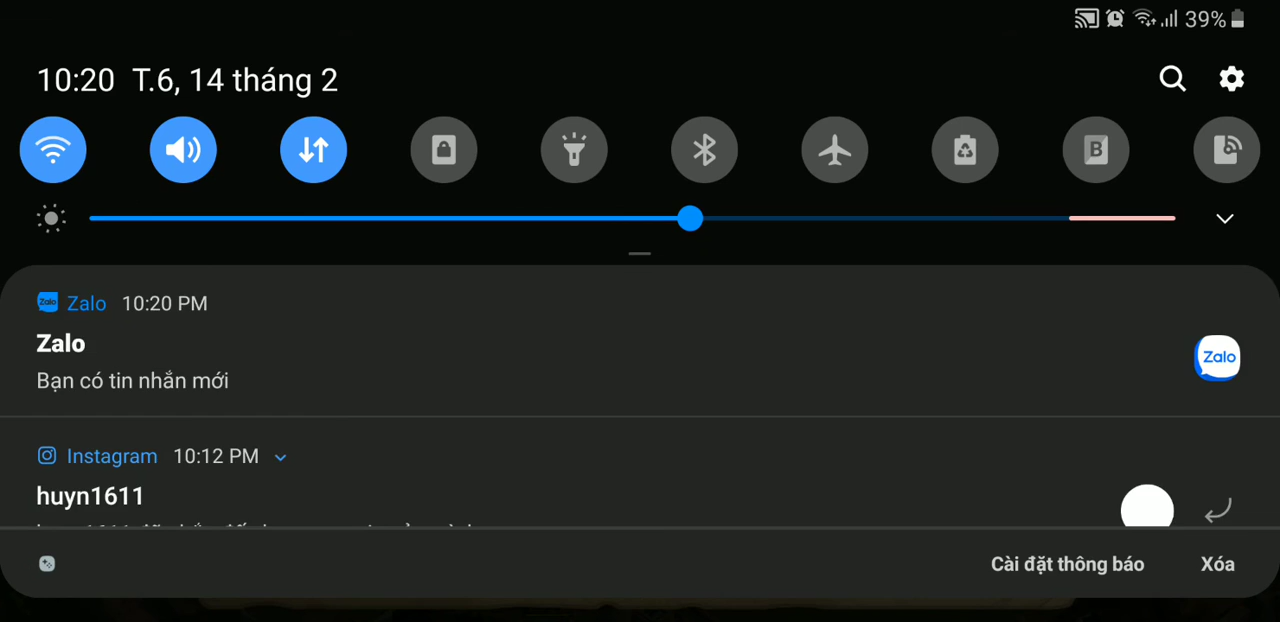 39%
10:20 T.6, 14 tháng 2
B
Zalo 10:20 PM
Zalo
Bạn có tin nhắn mới
Zalo
Instagram 10:12 PM
huyn1611
Cài đặt thông báo Xóa